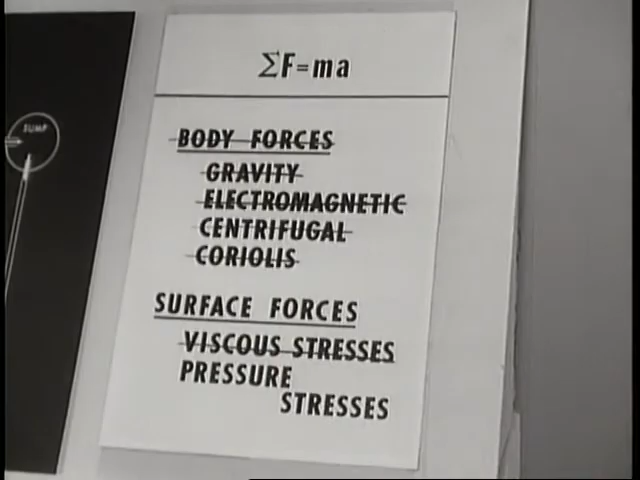 SUMP
ΣF=ma
BODY FORCES
GRAVITY
ELECTROMAGNETIC
CENTRIFUGAL
CORIOLIS
SURFACE FORCES
VISCOUS STRESSES
PRESSURE
STRESSES